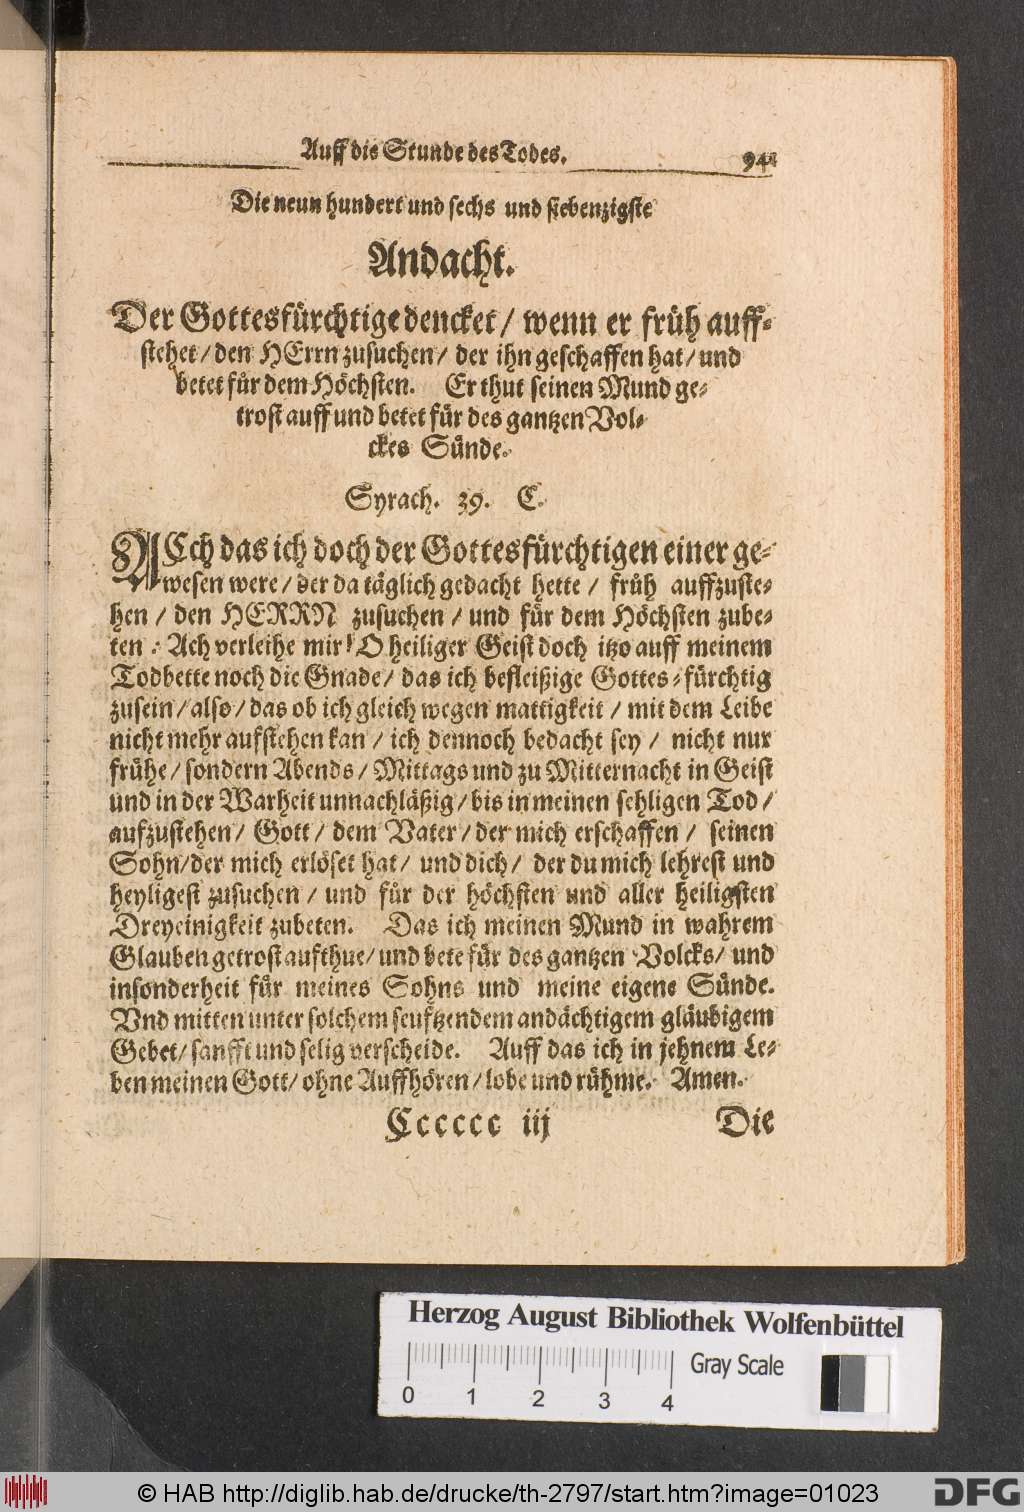 Auff die Stunde des Todes. 941
Die neun hundert und sechs und siebenzigste
Andacht.
Der Gottesfürchtige dencket / wenn er früh auff-
stehet / den HErrn zusuchen / der ihn geschaffen hat / und
betet für dem Höchsten. Er thut seinen Mund ge-
trost auff und betet für des gantzen Vol-
ckes Sünde.
Syrach. 39. C.
ACch das ich doch der Gottesfürchtigen einer ge-
wesen were / der da täglich gedacht hette / früh auffzuste-
hen / den HERRN zusuchen / und für dem Höchsten zube-
ten : Ach verleihe mir / O heiliger Geist doch itzo auff meinem
Todbette noch die Gnade / das ich befleißige Gottes-fürchtig
zusein / also / das ob ich gleich wegen mattigkeit / mit dem Leibe
nicht mehr aufstehen kan / ich dennoch bedacht sey / nicht nur
frühe / sondern Abends / Mittags und zu Mitternacht in Geist
und in der Warheit unnachläßig / bis in meinen sehligen Tod /
aufzustehen / Gott / dem Vater / der mich erschaffen / seinen
Sohn / der mich erlöset hat / und dich / der du mich lehrest und
heyligest zusuchen / und für der höchsten und aller heiligsten
Dreyeinigkeit zubeten. Das ich meinen Mund in wahrem
Glauben getrost aufthue / und bete für des gantzen Volcks / und
insonderheit für meines Sohns und meine eigene Sünde.
Vnd mitten unter solchem seufftzendem andächtigem gläubigem
Gebet / sanfft und selig verscheide. Auff das ich in jehnem Le-
ben meinen Gott / ohne Auffhören / lobe und rühme. Amen.
Cccccc iij Die
Herzog August Bibliothek Wolfenbüttel
Gray Scale
0 1 2 3 4
© HAB http://diglib.hab.de/drucke/th-2797/start.htm?image=01023
DFG